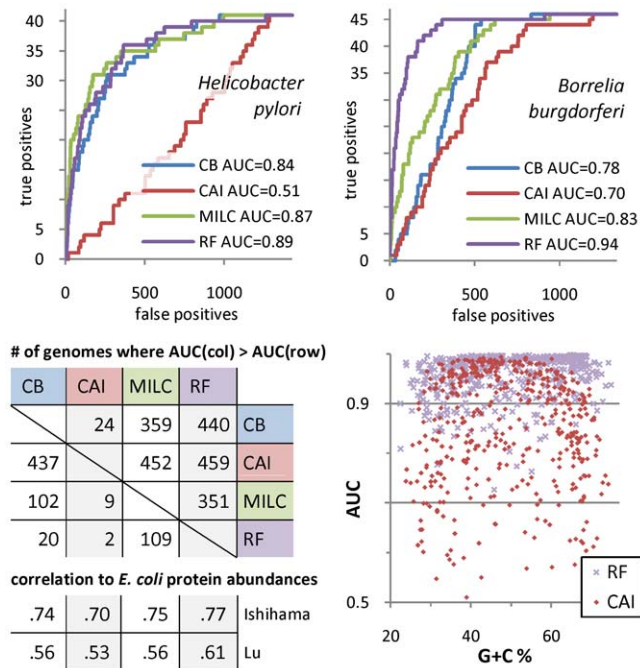 41
35
30
5
0
true positives
0 500 1000
false positives
Helicobacter
pylori
CB AUC=0.84
CAI AUC=0.51
MILC AUC=0.87
RF AUC=0.89
45
35
5
0
true positives
0 500 1000
false positives
Borrelia
burgdorferi
CB AUC=0.78
CAI AUC=0.70
MILC AUC=0.83
RF AUC=0.94
# of genomes where AUC(col) > AUC(row)
CB CAI MILC RF
24 359 440 CB
437 452 459 CAI
102 9 351 MILC
20 2 109 RF
correlation to E. coli protein abundances
.74 .70 .75 .77 Ishihama
.56 .53 .56 .61 Lu
0.9
0.5
AUC
20 40 60
G+C %
RF
CAI